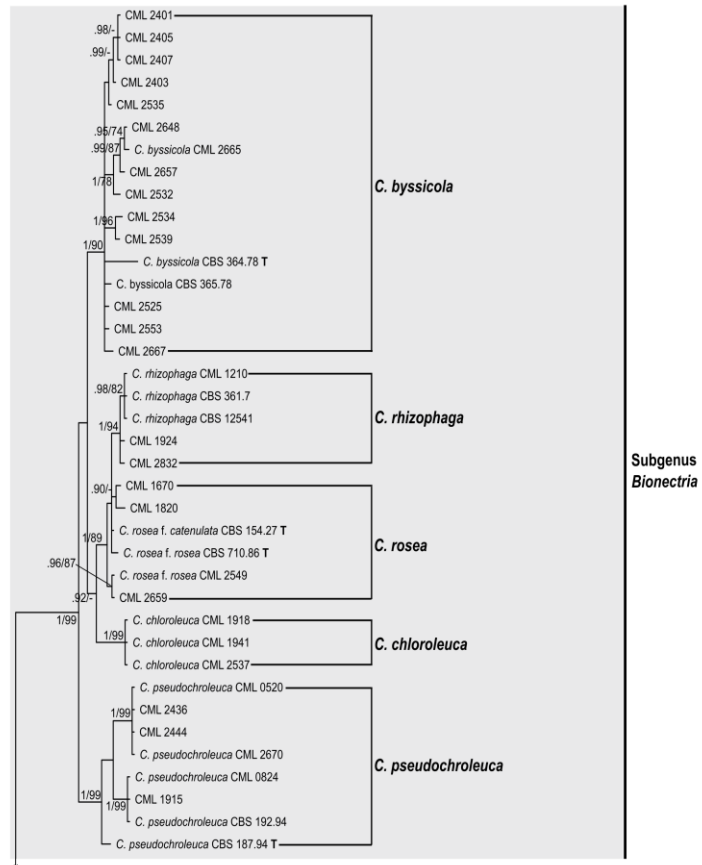 CML 2401
.98/-
CML 2405
.99/-
CML 2407
CML 2403
CML 2535
CML 2648
.95/74
C. byssicola CML 2665
.99/87
CML 2657
1/78
CML 2532
C. byssicola
CML 2534
1/96
CML 2539
1/90
C. byssicola CBS 364.78 T
C. byssicola CBS 365.78
CML 2525
CML 2553
CML 2667
C. rhizophaga CML 1210
.98/82
C. rhizophaga CBS 361.7
C. rhizophaga CBS 12541
C. rhizophaga
1/94
CML 1924
CML 2832
Subgenus
Bionectria
CML 1670
.90/-
CML 1820
C. rosea f. catenulata CBS 154.27 T
1/89
C. rosea
C. rosea f. rosea CBS 710.86 T
.96/87
C. rosea f. rosea CML 2549
CML 2659
.92/-
1/99
C. chloroleuca CML 1918
1/99
C. chloroleuca CML 1941
C. chloroleuca
C. chloroleuca CML 2537
C. pseudochroleuca CML 0520
1/99
CML 2436
CML 2444
C. pseudochroleuca CML 2670
C. pseudochroleuca
C. pseudochroleuca CML 0824
1/99
CML 1915
1/99
C. pseudochroleuca CBS 192.94
C. pseudochroleuca CBS 187.94 T